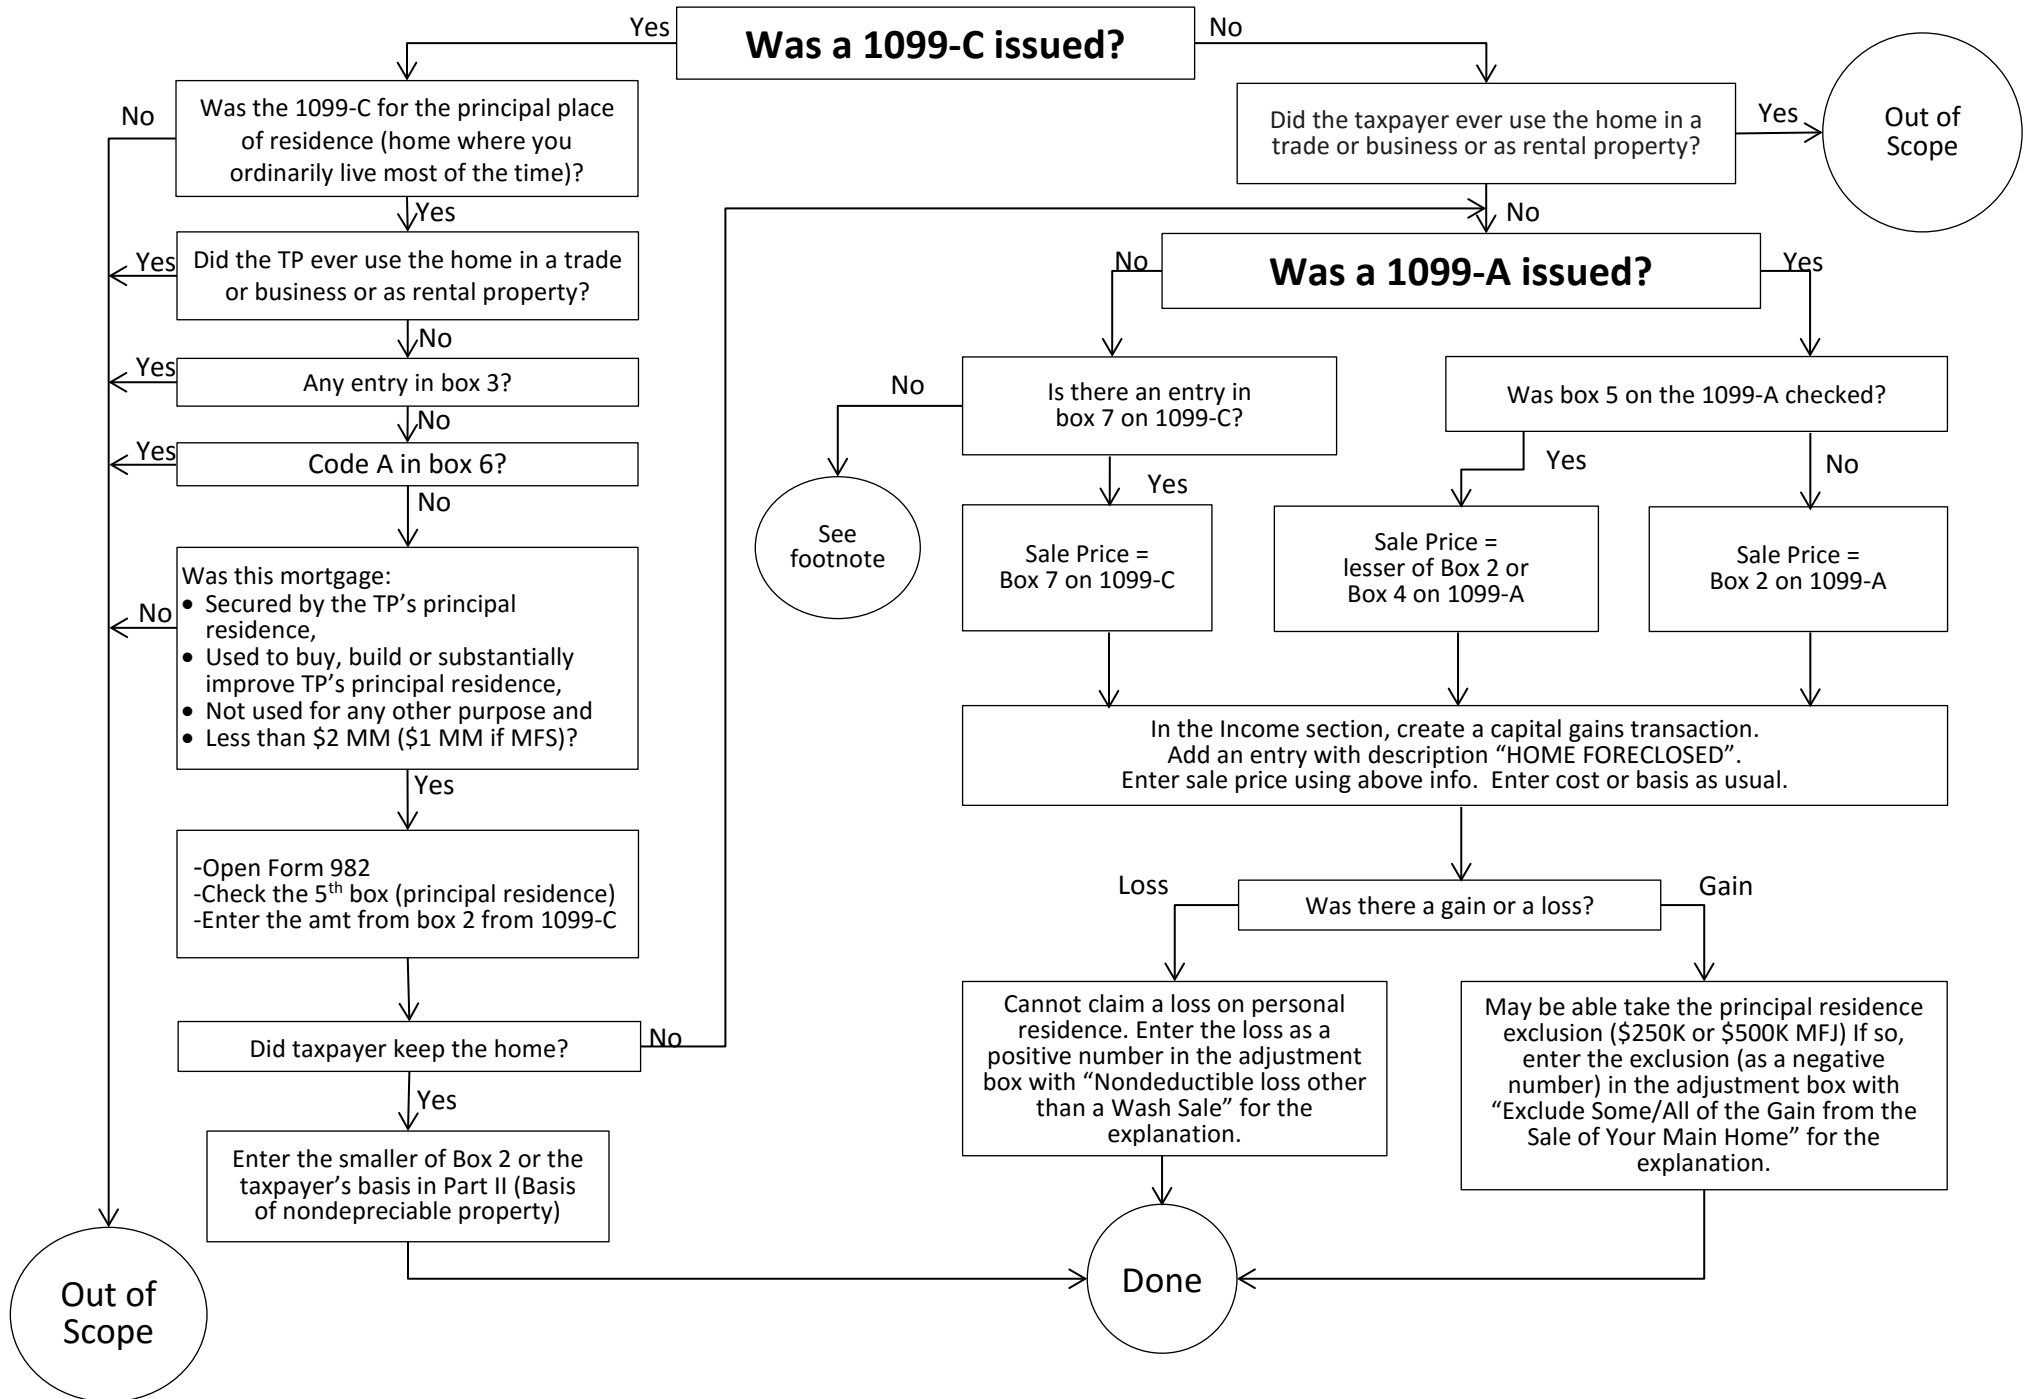 Was a 1099-C issued?
Yes
No
Was the 1099-C for the principal place
of residence (home where you
ordinarily live most of the time)?
No
Yes
Did the TP ever use the home in a trade
or business or as rental property?
Yes
No
Any entry in box 3?
Yes
No
Code A in box 6?
Yes
No
Was this mortgage:
• Secured by the TP’s principal
residence,
• Used to buy, build or substantially
improve TP’s principal residence,
• Not used for any other purpose and
• Less than $2 MM ($1 MM if MFS)?
No
Yes
-Open Form 982
-Check the 5th box (principal residence)
-Enter the amt from box 2 from 1099-C
Did taxpayer keep the home?
No
Yes
Enter the smaller of Box 2 or the
taxpayer’s basis in Part II (Basis
of nondepreciable property)
Out of
Scope
Did the taxpayer ever use the home in a
trade or business or as rental property?
Yes
Out of
Scope
No
Was a 1099-A issued?
No
Yes
Is there an entry in
box 7 on 1099-C?
No
See
footnote
Yes
Sale Price =
Box 7 on 1099-C
Was box 5 on the 1099-A checked?
Yes
No
Sale Price =
lesser of Box 2 or
Box 4 on 1099-A
Sale Price =
Box 2 on 1099-A
In the Income section, create a capital gains transaction.
Add an entry with description “HOME FORECLOSED”.
Enter sale price using above info.  Enter cost or basis as usual.
Was there a gain or a loss?
Loss
Gain
Cannot claim a loss on personal
residence. Enter the loss as a
positive number in the adjustment
box with “Nondeductible loss other
than a Wash Sale” for the
explanation.
May be able take the principal residence
exclusion ($250K or $500K MFJ) If so,
enter the exclusion (as a negative
number) in the adjustment box with
“Exclude Some/All of the Gain from the
Sale of Your Main Home” for the
explanation.
Done